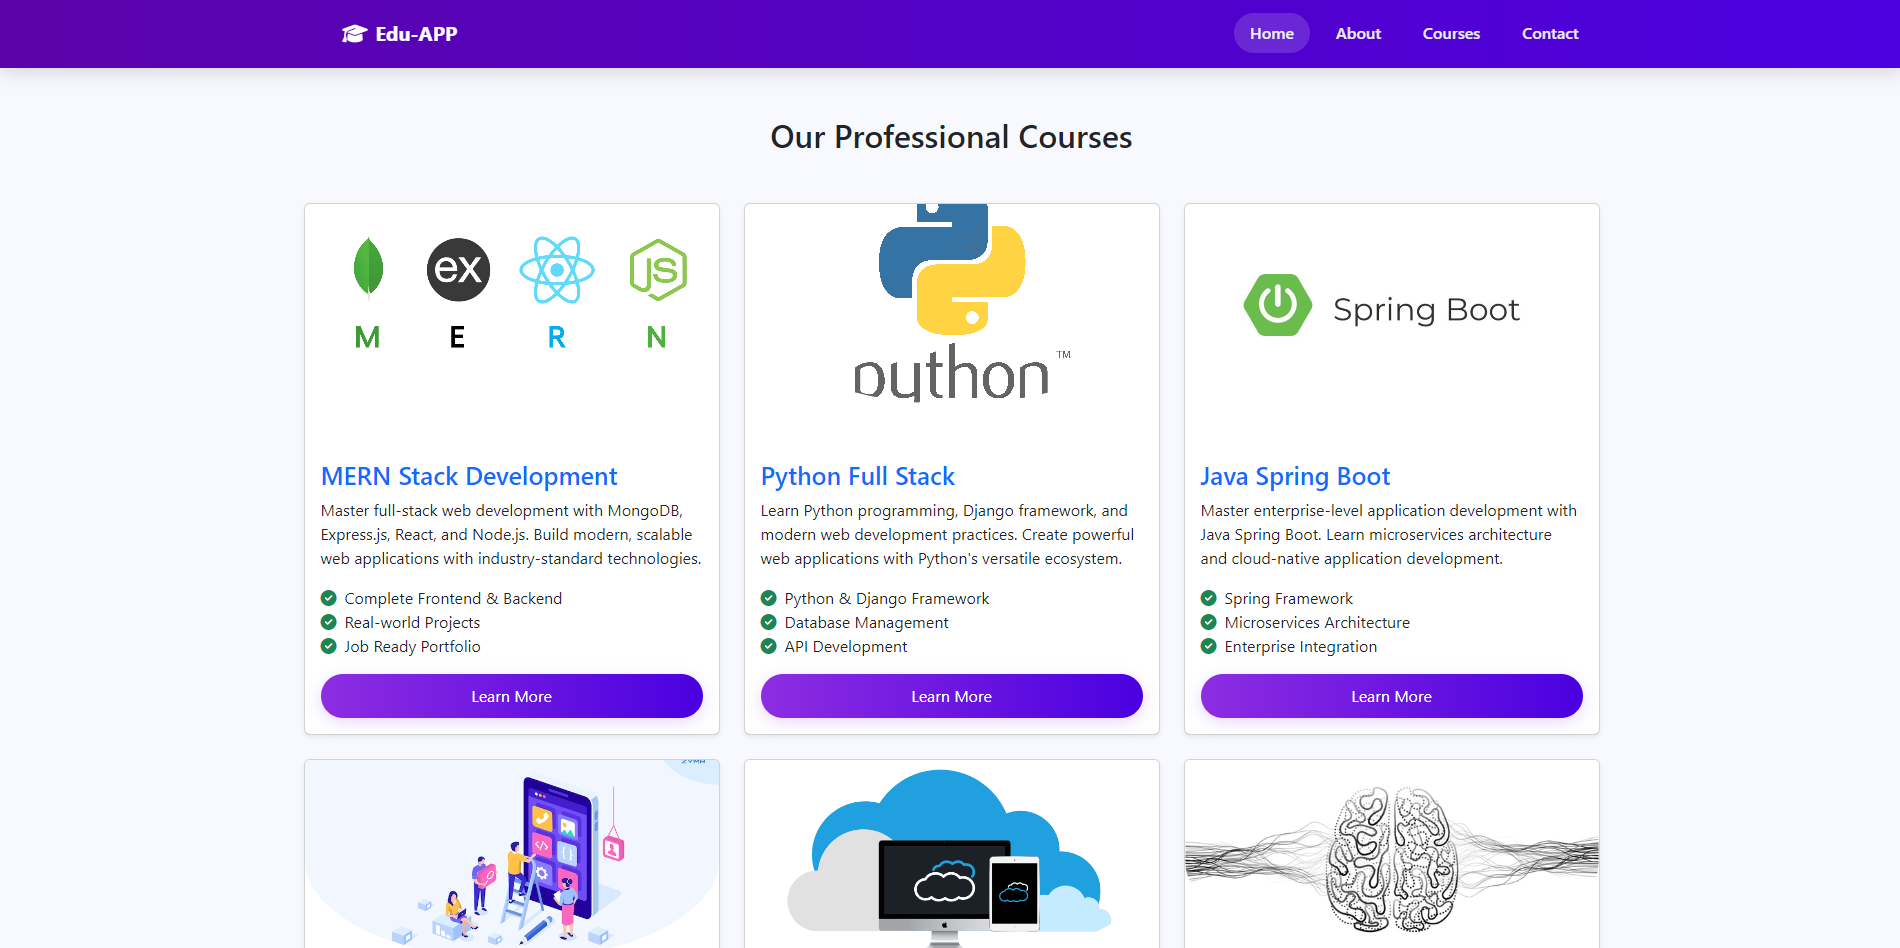 Edu-APP
Home
About
Courses
Contact
Our Professional Courses
ex
JS
M E R N
python™
Spring Boot
MERN Stack Development
Master full-stack web development with MongoDB,
Express.js, React, and Node.js. Build modern, scalable
web applications with industry-standard technologies.
Complete Frontend & Backend
Real-world Projects
Job Ready Portfolio
Learn More
Python Full Stack
Learn Python programming, Django framework, and
modern web development practices. Create powerful
web applications with Python's versatile ecosystem.
Python & Django Framework
Database Management
API Development
Learn More
Java Spring Boot
Master enterprise-level application development with
Java Spring Boot. Learn microservices architecture
and cloud-native application development.
Spring Framework
Microservices Architecture
Enterprise Integration
Learn More